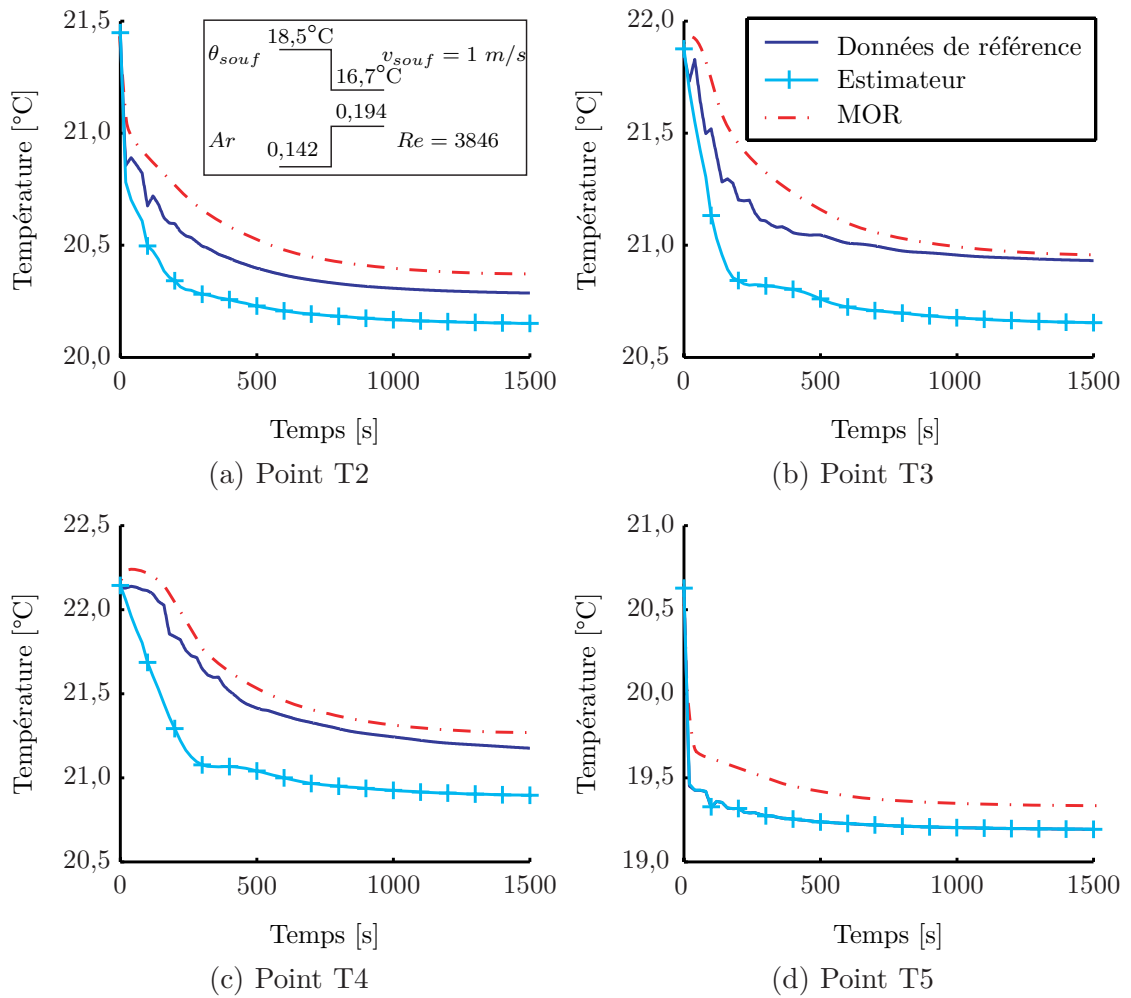 21,5
21,0
20,5
20,0
0
500
1000
1500
Température [°C]
Temps [s]
18,5°C
θsouf
vsouf = 1 m/s
16,7°C
0,194
Ar
0,142
Re = 3846
(a) Point T2
22,0
21,5
21,0
20,5
0
500
1000
1500
Température [°C]
Temps [s]
Données de référence
Estimateur
MOR
(b) Point T3
22,5
22,0
21,5
21,0
20,5
0
500
1000
1500
Température [°C]
Temps [s]
(c) Point T4
21,0
20,5
20,0
19,5
19,0
0
500
1000
1500
Température [°C]
Temps [s]
(d) Point T5